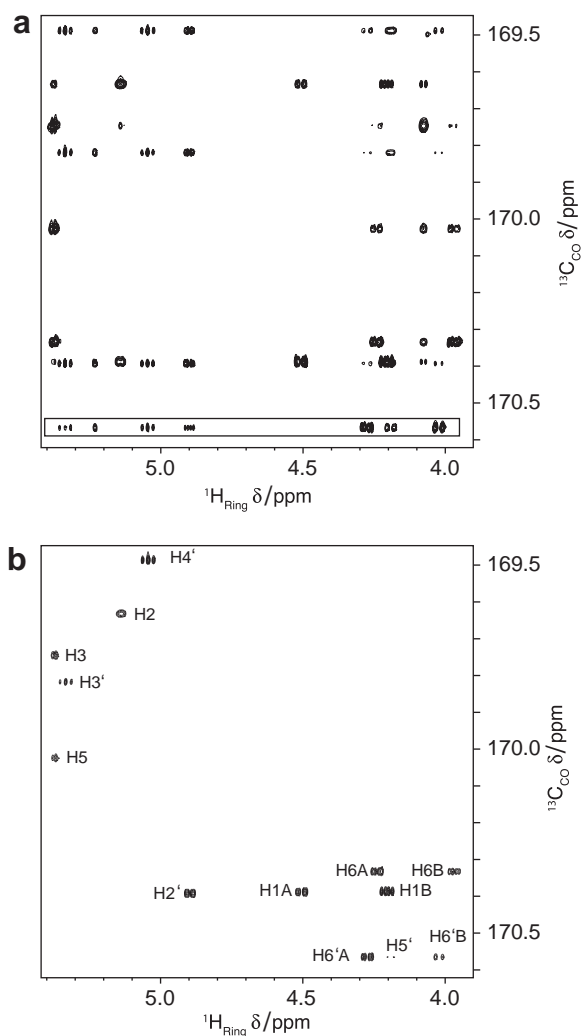 a
169.5
170.0
170.5
¹³C_CO δ/ppm
5.0 4.5 4.0
¹H_Ring δ/ppm
b
H4‘
169.5
H2
H3
H3‘
H5
170.0
¹³C_CO δ/ppm
H6A H6B
H2‘ H1A H1B
H6‘A H5‘ H6‘B
170.5
5.0 4.5 4.0
¹H_Ring δ/ppm